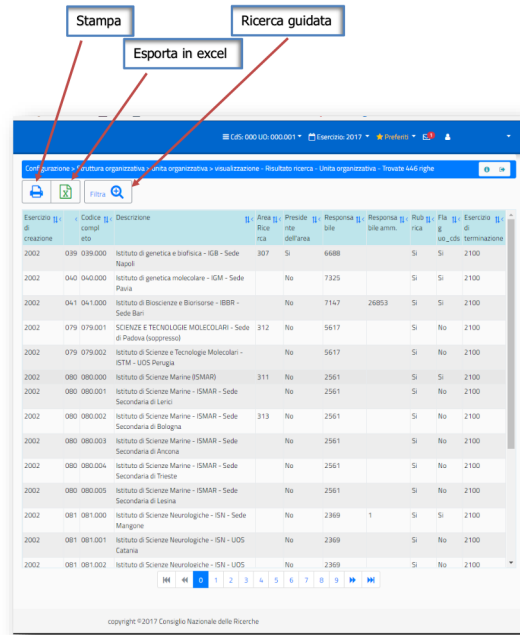 Stampa
Ricerca guidata
Esporta in excel
CdS: 000 UO: 000.001 Esercizio: 2017 Preferiti
Configurazione > Struttura organizzativa > Unita organizzativa > visualizzazione - Risultato ricerca - Unita organizzativa - Trovate 446 righe
Filtra
Esercizio di creazione Codice completo Descrizione Area Ricerca Presidente dell'area Responsabile Responsabile amm. Rubrica Flag uo_cds Esercizio di terminazione
2002 039 039.000 Istituto di genetica e biofisica - IGB - Sede 307 Si 6688 Si Si 2100
Napoli
2002 040 040.000 Istituto di genetica molecolare - IGM - Sede No 7325 Si Si 2100
Pavia
2002 041 041.000 Istituto di Bioscienze e Biorisorse - IBBR - No 7147 26853 Si Si 2100
Sede Bari
2002 079 079.001 SCIENZE E TECNOLOGIE MOLECOLARI - Sede 312 No 5617 Si No 2100
di Padova (soppresso)
2002 079 079.002 Istituto di Scienze e Tecnologie Molecolari - No 5617 Si No 2100
ISTM - UOS Perugia
2002 080 080.000 Istituto di Scienze Marine (ISMAR) 311 No 2561 Si Si 2100
2002 080 080.001 Istituto di Scienze Marine - ISMAR - Sede No 2561 Si No 2100
Secondaria di Lerici
2002 080 080.002 Istituto di Scienze Marine - ISMAR - Sede 313 No 2561 Si No 2100
Secondaria di Bologna
2002 080 080.003 Istituto di Scienze Marine - ISMAR - Sede No 2561 Si No 2100
Secondaria di Ancona
2002 080 080.004 Istituto di Scienze Marine - ISMAR - Sede No 2561 Si No 2100
Secondaria di Trieste
2002 080 080.005 Istituto di Scienze Marine - ISMAR - Sede No 2561 Si No 2100
Secondaria di Lesina
2002 081 081.000 Istituto di Scienze Neurologiche - ISN - Sede No 2369 1 Si Si 2100
Mangone
2002 081 081.001 Istituto di Scienze Neurologiche - ISN - UOS No 2369 Si No 2100
Catania
2002 081 081.002 Istituto di Scienze Neurologiche - ISN - UOS No 2369 Si No 2100
0 1 2 3 4 5 6 7 8 9
copyright ©2017 Consiglio Nazionale delle Ricerche